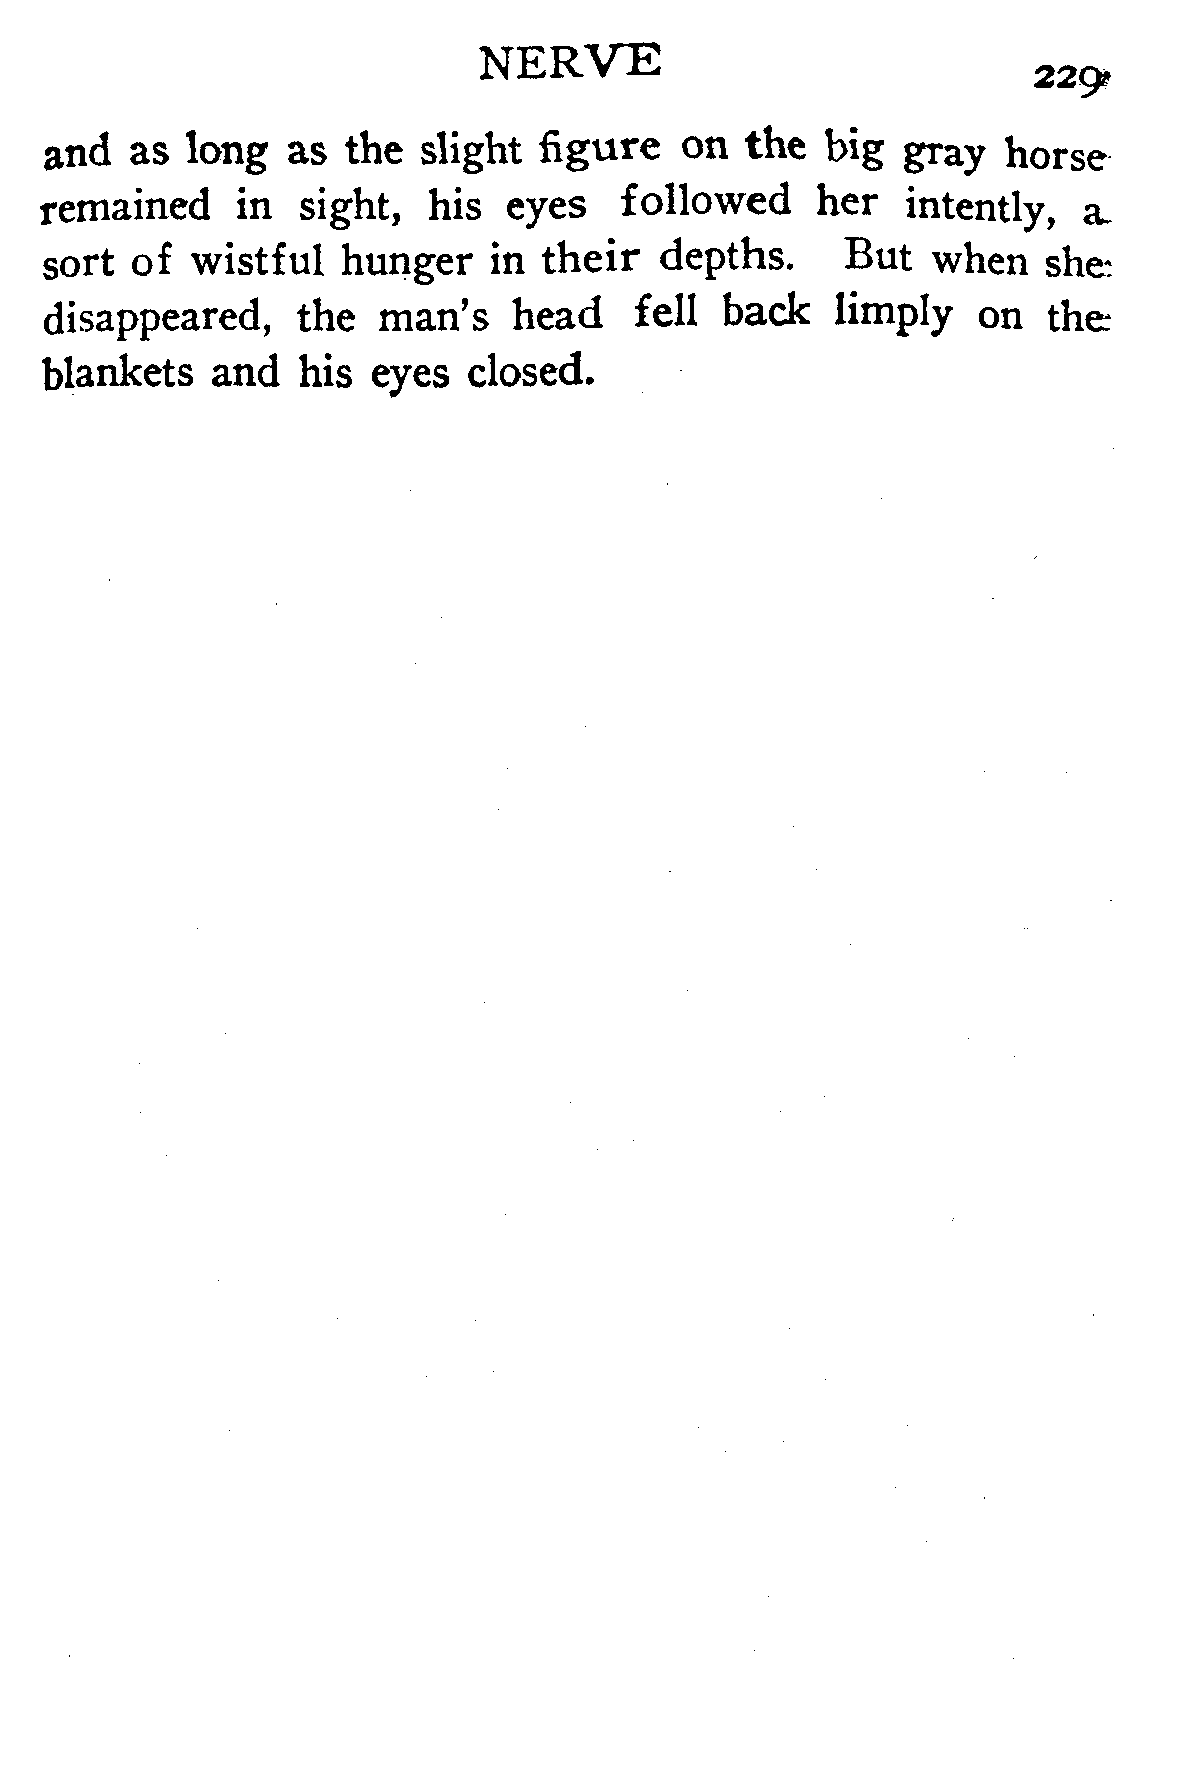 NERVE
229
and as long as the slight figure on the big gray horse
remained in sight, his eyes followed her intently, a
sort of wistful hunger in their depths. But when she
disappeared, the man's head fell back limply on the
blankets and his eyes closed.